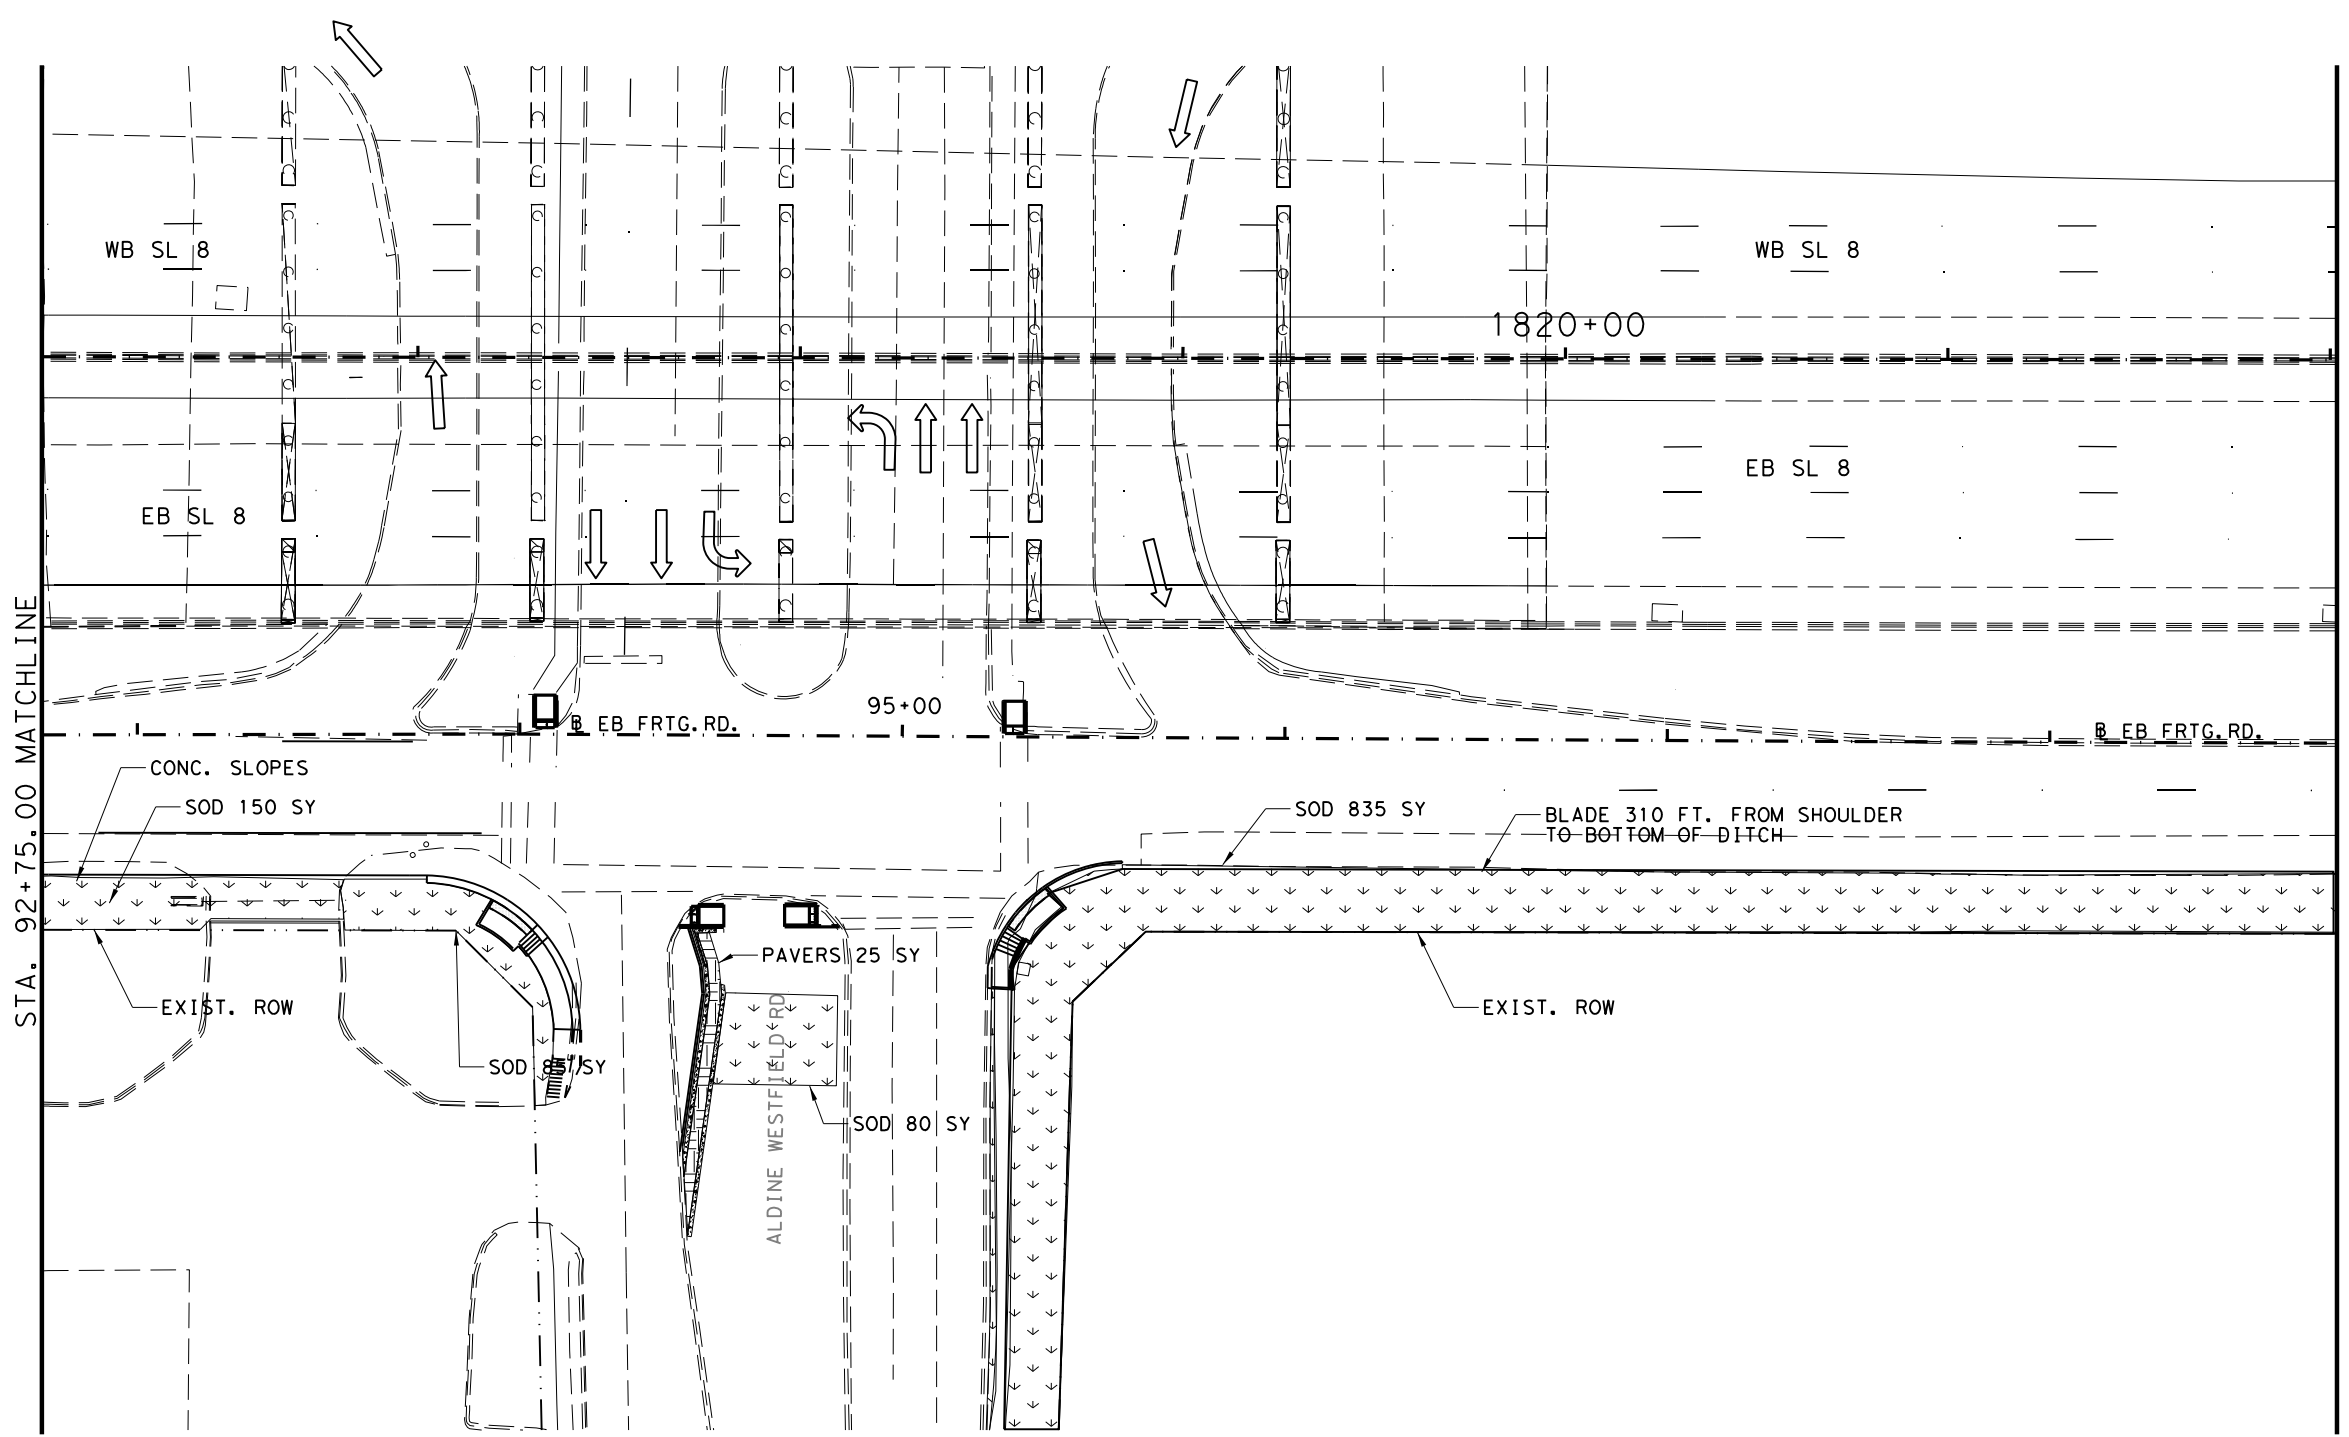 WB SL 8
WB SL 8
1820+00
EB SL 8
EB SL 8
STA. 92+75.00 MATCHLINE
95+00
B EB FRTG.RD.
B EB FRTG.RD.
CONC. SLOPES
SOD 150 SY
SOD 835 SY
BLADE 310 FT. FROM SHOULDER
TO BOTTOM OF DITCH
PAVERS 25 SY
EXIST. ROW
EXIST. ROW
SOD 85 SY
SOD 80 SY
ALDINE WESTFIELD RD